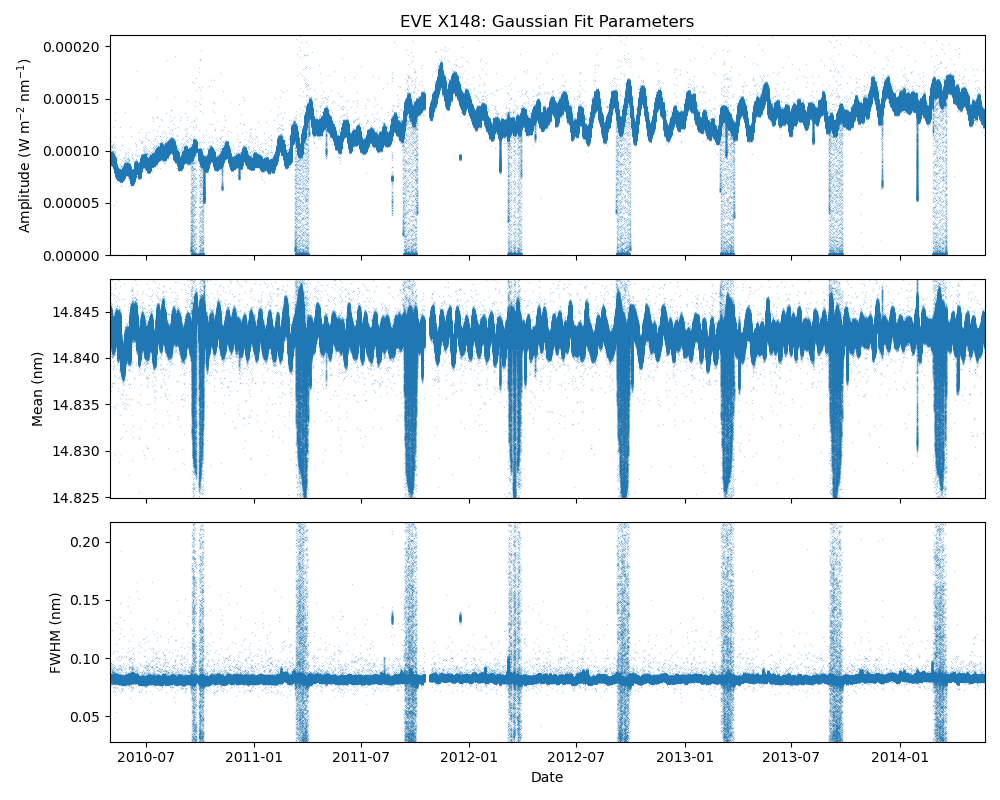 EVE X148: Gaussian Fit Parameters
Amplitude (W m⁻² nm⁻¹)
0.00020
0.00015
0.00010
0.00005
0.00000
Mean (nm)
14.845
14.840
14.835
14.830
14.825
FWHM (nm)
0.20
0.15
0.10
0.05
2010-07 2011-01 2011-07 2012-01 2012-07 2013-01 2013-07 2014-01
Date